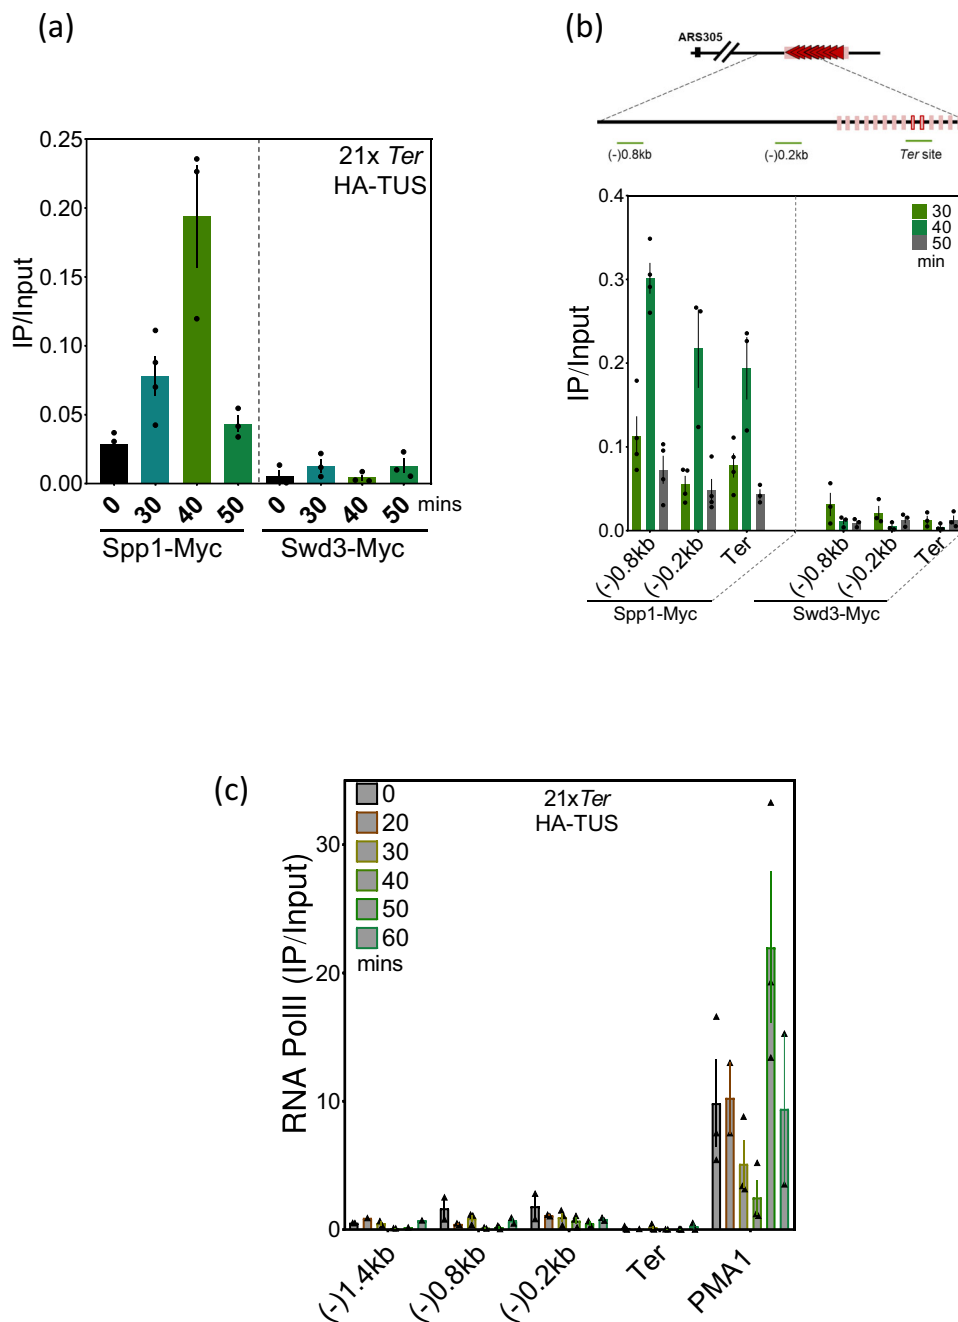 (a)
0.25
0.20
0.15
0.10
0.05
0.00
IP/Input
21x Ter
HA-TUS
0 30 40 50 0 30 40 50 mins
Spp1-Myc Swd3-Myc
(b)
ARS305
(-)0.8kb (-)0.2kb Ter site
0.4
0.3
0.2
0.1
0.0
IP/Input
30
40
50
min
(-)0.8kb (-)0.2kb Ter (-)0.8kb (-)0.2kb Ter
Spp1-Myc Swd3-Myc
(c)
30
20
10
0
RNA PolII (IP/Input)
0
20
30
40
50
60
mins
21xTer
HA-TUS
(-)1.4kb (-)0.8kb (-)0.2kb Ter PMA1